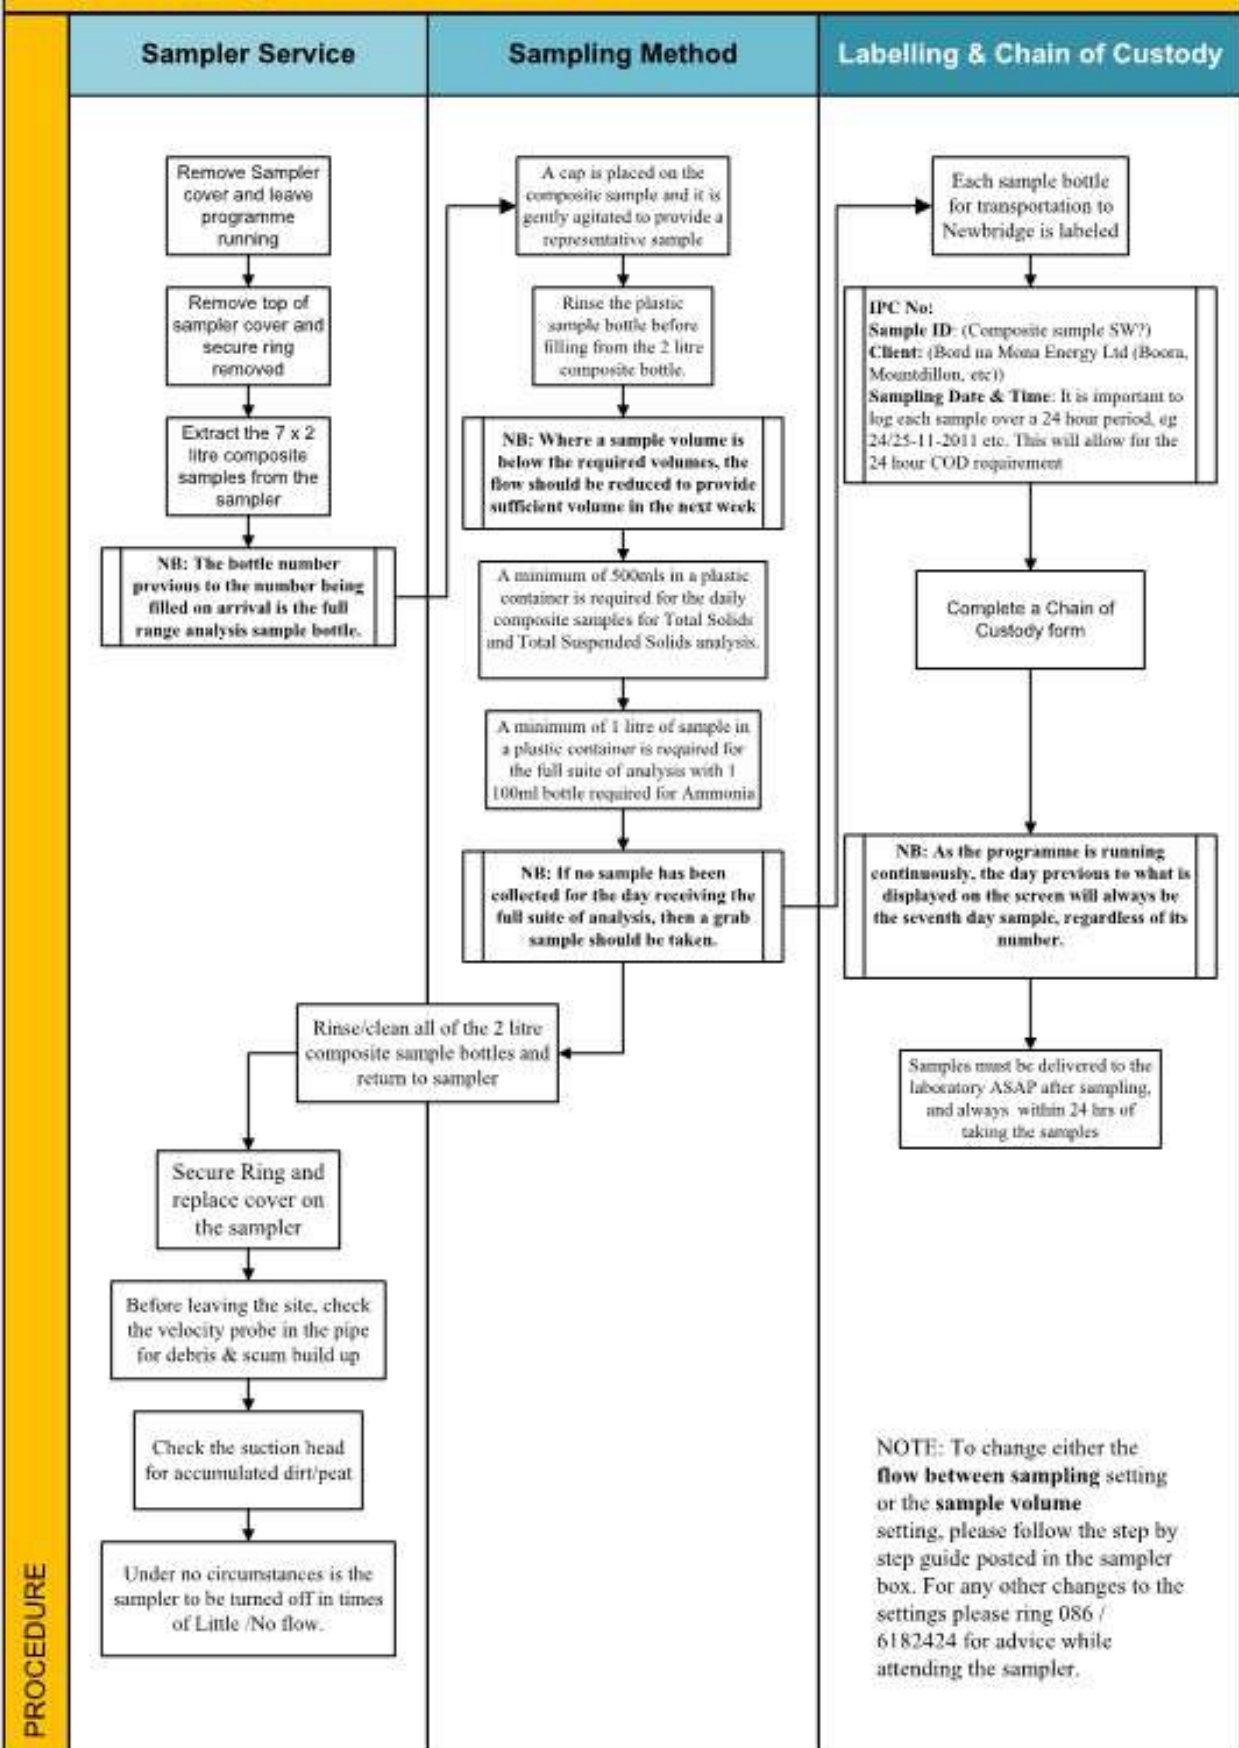 Sampler Service
Sampling Method
Labelling & Chain of Custody
Remove Sampler
cover and leave
programme
running
Remove top of
sampler cover and
secure ring
removed
Extract the 7 x 2
litre composite
samples from the
sampler
NB: The bottle number
previous to the number being
filled on arrival is the full
range analysis sample bottle.
A cap is placed on the
composite sample and it is
gently agitated to provide a
representative sample
Rinse the plastic
sample bottle before
filling from the 2 litre
composite bottle.
NB: Where a sample volume is
below the required volumes, the
flow should be reduced to provide
sufficient volume in the next week
A minimum of 500mls in a plastic
container is required for the daily
composite samples for Total Solids
and Total Suspended Solids analysis.
A minimum of 1 litre of sample in
a plastic container is required for
the full suite of analysis with 1
100ml bottle required for Ammonia
NB: If no sample has been
collected for the day receiving the
full suite of analysis, then a grab
sample should be taken.
Each sample bottle
for transportation to
Newbridge is labeled
IPC No:
Sample ID: (Composite sample SW?)
Client: (Bord na Mona Energy Ltd (Boora,
Mountdillon, etc))
Sampling Date & Time: It is important to
log each sample over a 24 hour period, eg
24/25-11-2011 etc. This will allow for the
24 hour COD requirement
Complete a Chain of
Custody form
NB: As the programme is running
continuously, the day previous to what is
displayed on the screen will always be
the seventh day sample, regardless of its
number.
Samples must be delivered to the
laboratory ASAP after sampling,
and always within 24 hrs of
taking the samples
Rinse/clean all of the 2 litre
composite sample bottles and
return to sampler
Secure Ring and
replace cover on
the sampler
Before leaving the site, check
the velocity probe in the pipe
for debris & scum build up
Check the suction head
for accumulated dirt/peat
Under no circumstances is the
sampler to be turned off in times
of Little /No flow.
NOTE: To change either the
flow between sampling setting
or the sample volume
setting, please follow the step by
step guide posted in the sampler
box. For any other changes to the
settings please ring 086 /
6182424 for advice while
attending the sampler.
PROCEDURE